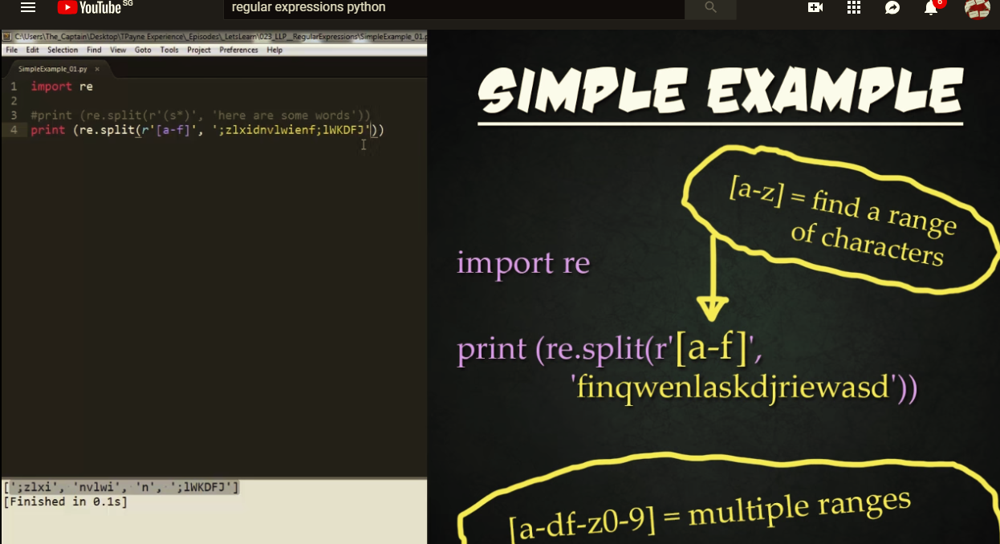 YouTube SG
regular expressions python
6
C:\Users\The_Captain\Desktop\TPayne Experience\_Episodes\_LetsLearn\023_LLP__RegularExpressions\SimpleExample_01.p
File Edit Selection Find View Goto Tools Project Preferences Help
SimpleExample_01.py ×
1 import re
2
3 #print (re.split(r'(s*)', 'here are some words'))
4 print (re.split(r'[a-f]', ';zlxidnvlwienf;lWKDFJ'))
[';zlxi', 'nvlwi', 'n', ';lWKDFJ']
[Finished in 0.1s]
SIMPLE EXAMPLE
[a-z] = find a range
of characters
import re
print (re.split(r'[a-f]',
'finqwenlaskdjriewasd'))
[a-df-z0-9] = multiple ranges